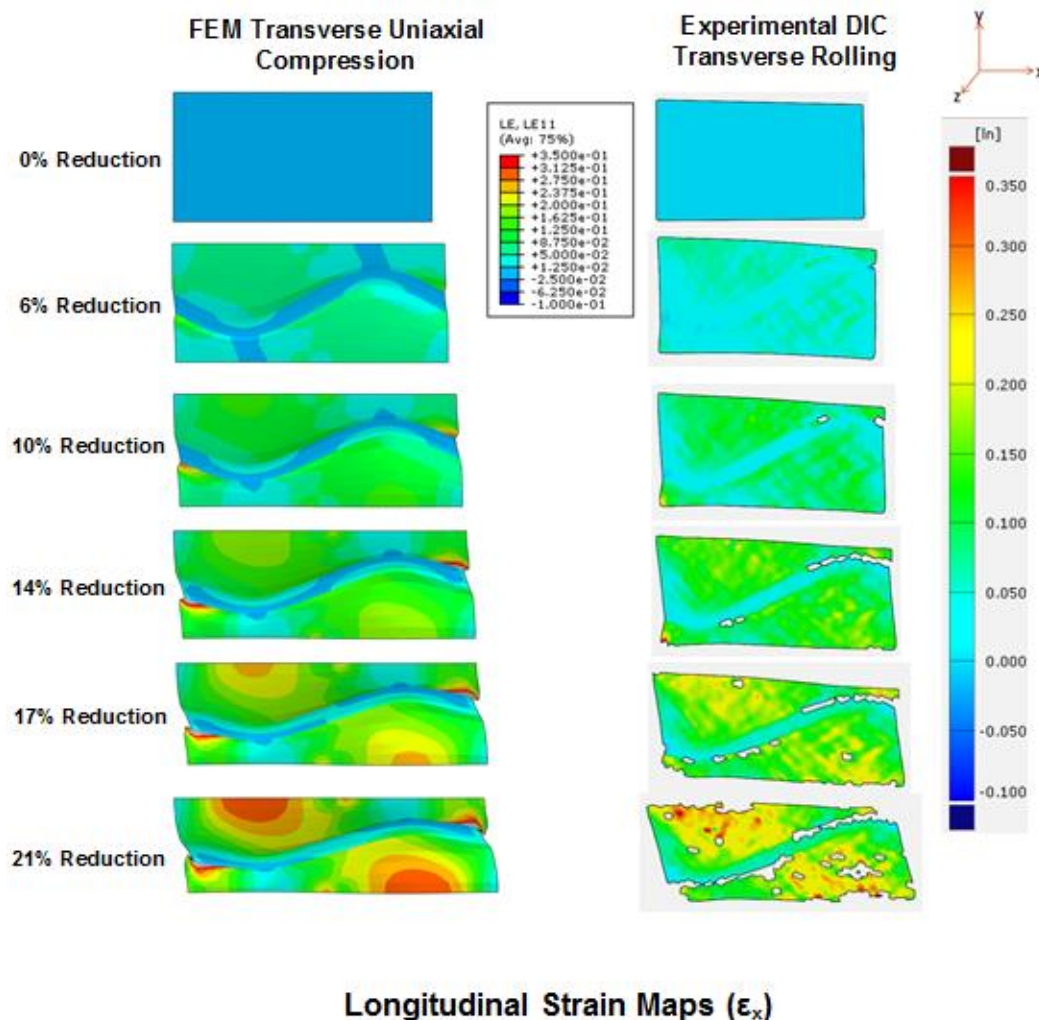 FEM Transverse Uniaxial
Compression
Experimental DIC
Transverse Rolling
y
x
z
LE, LE11
(Avg: 75%)
+3.500e-01
+3.125e-01
+2.750e-01
+2.375e-01
+2.000e-01
+1.625e-01
+1.250e-01
+8.750e-02
+5.000e-02
+1.250e-02
-2.500e-02
-6.250e-02
-1.000e-01
[ln]
0.350
0.300
0.250
0.200
0.150
0.100
0.050
0.000
-0.050
-0.100
0% Reduction
6% Reduction
10% Reduction
14% Reduction
17% Reduction
21% Reduction
Longitudinal Strain Maps (εₓ)